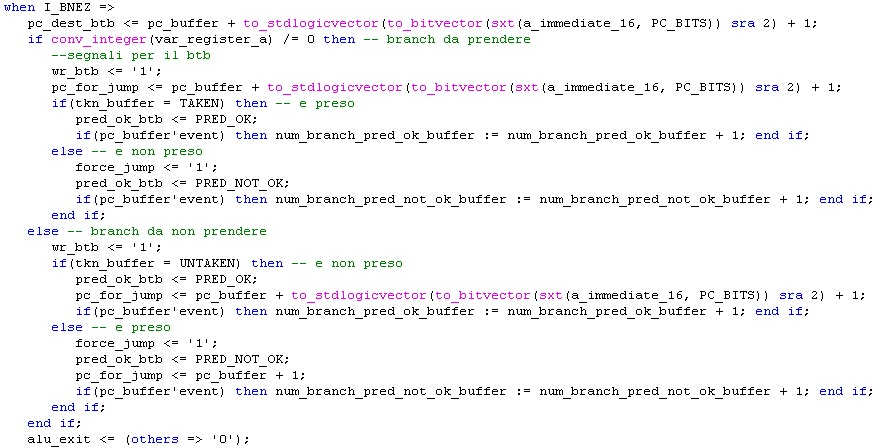 when I_BNEZ =>
pc_dest_btb <= pc_buffer + to_stdlogicvector(to_bitvector(sxt(a_immediate_16, PC_BITS)) sra 2) + 1;
if conv_integer(var_register_a) /= 0 then -- branch da prendere
--segnali per il btb
wr_btb <= '1';
pc_for_jump <= pc_buffer + to_stdlogicvector(to_bitvector(sxt(a_immediate_16, PC_BITS)) sra 2) + 1;
if(tkn_buffer = TAKEN) then -- e preso
pred_ok_btb <= PRED_OK;
if(pc_buffer'event) then num_branch_pred_ok_buffer := num_branch_pred_ok_buffer + 1; end if;
else -- e non preso
force_jump <= '1';
pred_ok_btb <= PRED_NOT_OK;
if(pc_buffer'event) then num_branch_pred_not_ok_buffer := num_branch_pred_not_ok_buffer + 1; end if;
end if;
else -- branch da non prendere
wr_btb <= '1';
if(tkn_buffer = UNTAKEN) then -- e non preso
pred_ok_btb <= PRED_OK;
pc_for_jump <= pc_buffer + to_stdlogicvector(to_bitvector(sxt(a_immediate_16, PC_BITS)) sra 2) + 1;
if(pc_buffer'event) then num_branch_pred_ok_buffer := num_branch_pred_ok_buffer + 1; end if;
else -- e preso
force_jump <= '1';
pred_ok_btb <= PRED_NOT_OK;
pc_for_jump <= pc_buffer + 1;
if(pc_buffer'event) then num_branch_pred_not_ok_buffer := num_branch_pred_not_ok_buffer + 1; end if;
end if;
end if;
alu_exit <= (others => '0');